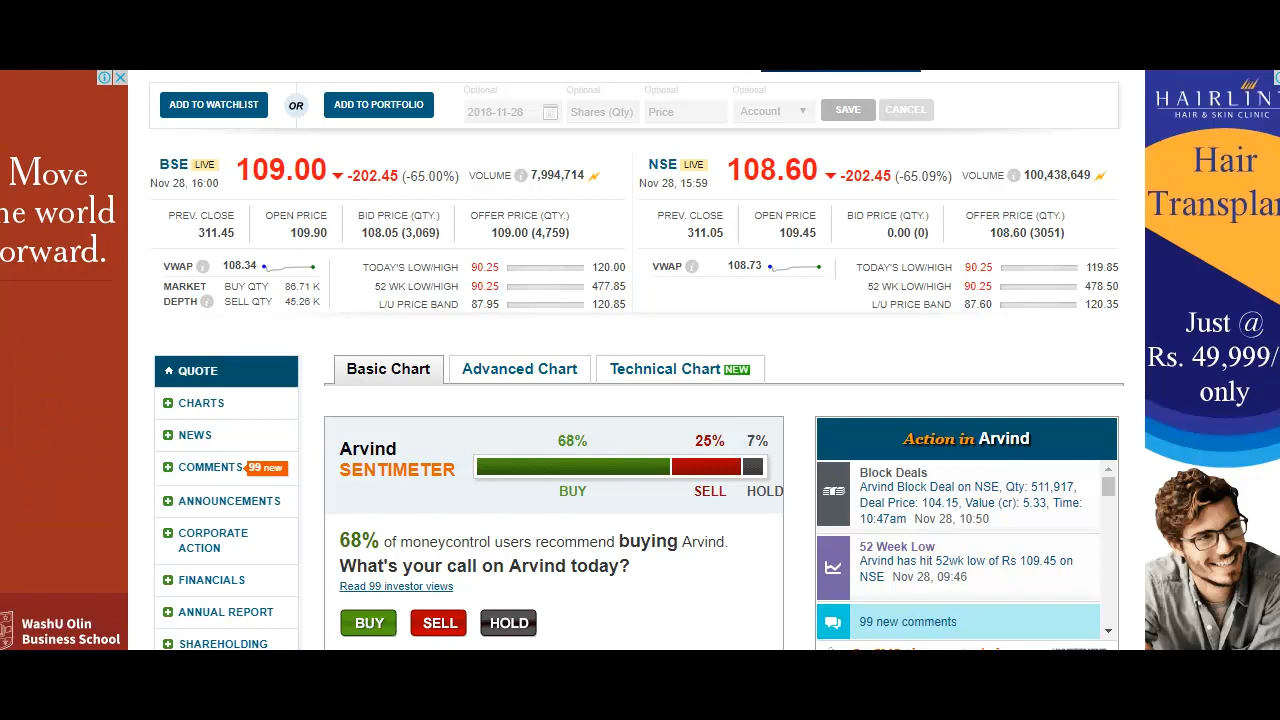 ADD TO WATCHLIST OR ADD TO PORTFOLIO
Optional Optional Optional Optional
2018-11-28 Shares (Qty) Price Account SAVE CANCEL
BSE LIVE 109.00 -202.45 (-65.00%) VOLUME 7,994,714
Nov 28, 16:00
PREV. CLOSE OPEN PRICE BID PRICE (QTY.) OFFER PRICE (QTY.)
311.45 109.90 108.05 (3,069) 109.00 (4,759)
VWAP 108.34
MARKET BUY QTY 86.71 K
DEPTH SELL QTY 45.26 K
TODAY'S LOW/HIGH 90.25 120.00
52 WK LOW/HIGH 90.25 477.85
L/U PRICE BAND 87.95 120.85
NSE LIVE 108.60 -202.45 (-65.09%) VOLUME 100,438,649
Nov 28, 15:59
PREV. CLOSE OPEN PRICE BID PRICE (QTY.) OFFER PRICE (QTY.)
311.05 109.45 0.00 (0) 108.60 (3051)
VWAP 108.73
TODAY'S LOW/HIGH 90.25 119.85
52 WK LOW/HIGH 90.25 478.50
L/U PRICE BAND 87.60 120.35
QUOTE
CHARTS
NEWS
COMMENTS 99 new
ANNOUNCEMENTS
CORPORATE
ACTION
FINANCIALS
ANNUAL REPORT
SHAREHOLDING
Basic Chart Advanced Chart Technical Chart NEW
Arvind
SENTIMETER
68% 25% 7%
BUY SELL HOLD
68% of moneycontrol users recommend buying Arvind.
What's your call on Arvind today?
Read 99 investor views
BUY SELL HOLD
Action in Arvind
Block Deals
Arvind Block Deal on NSE, Qty: 511,917,
Deal Price: 104.15, Value (cr): 5.33, Time:
10:47am Nov 28, 10:50
52 Week Low
Arvind has hit 52wk low of Rs 109.45 on
NSE Nov 28, 09:46
99 new comments
Move
he world
orward.
WashU Olin
Business School
HAIRLIN
HAIR & SKIN CLINIC
Hair
Transplan
Just @
Rs. 49,999/
only